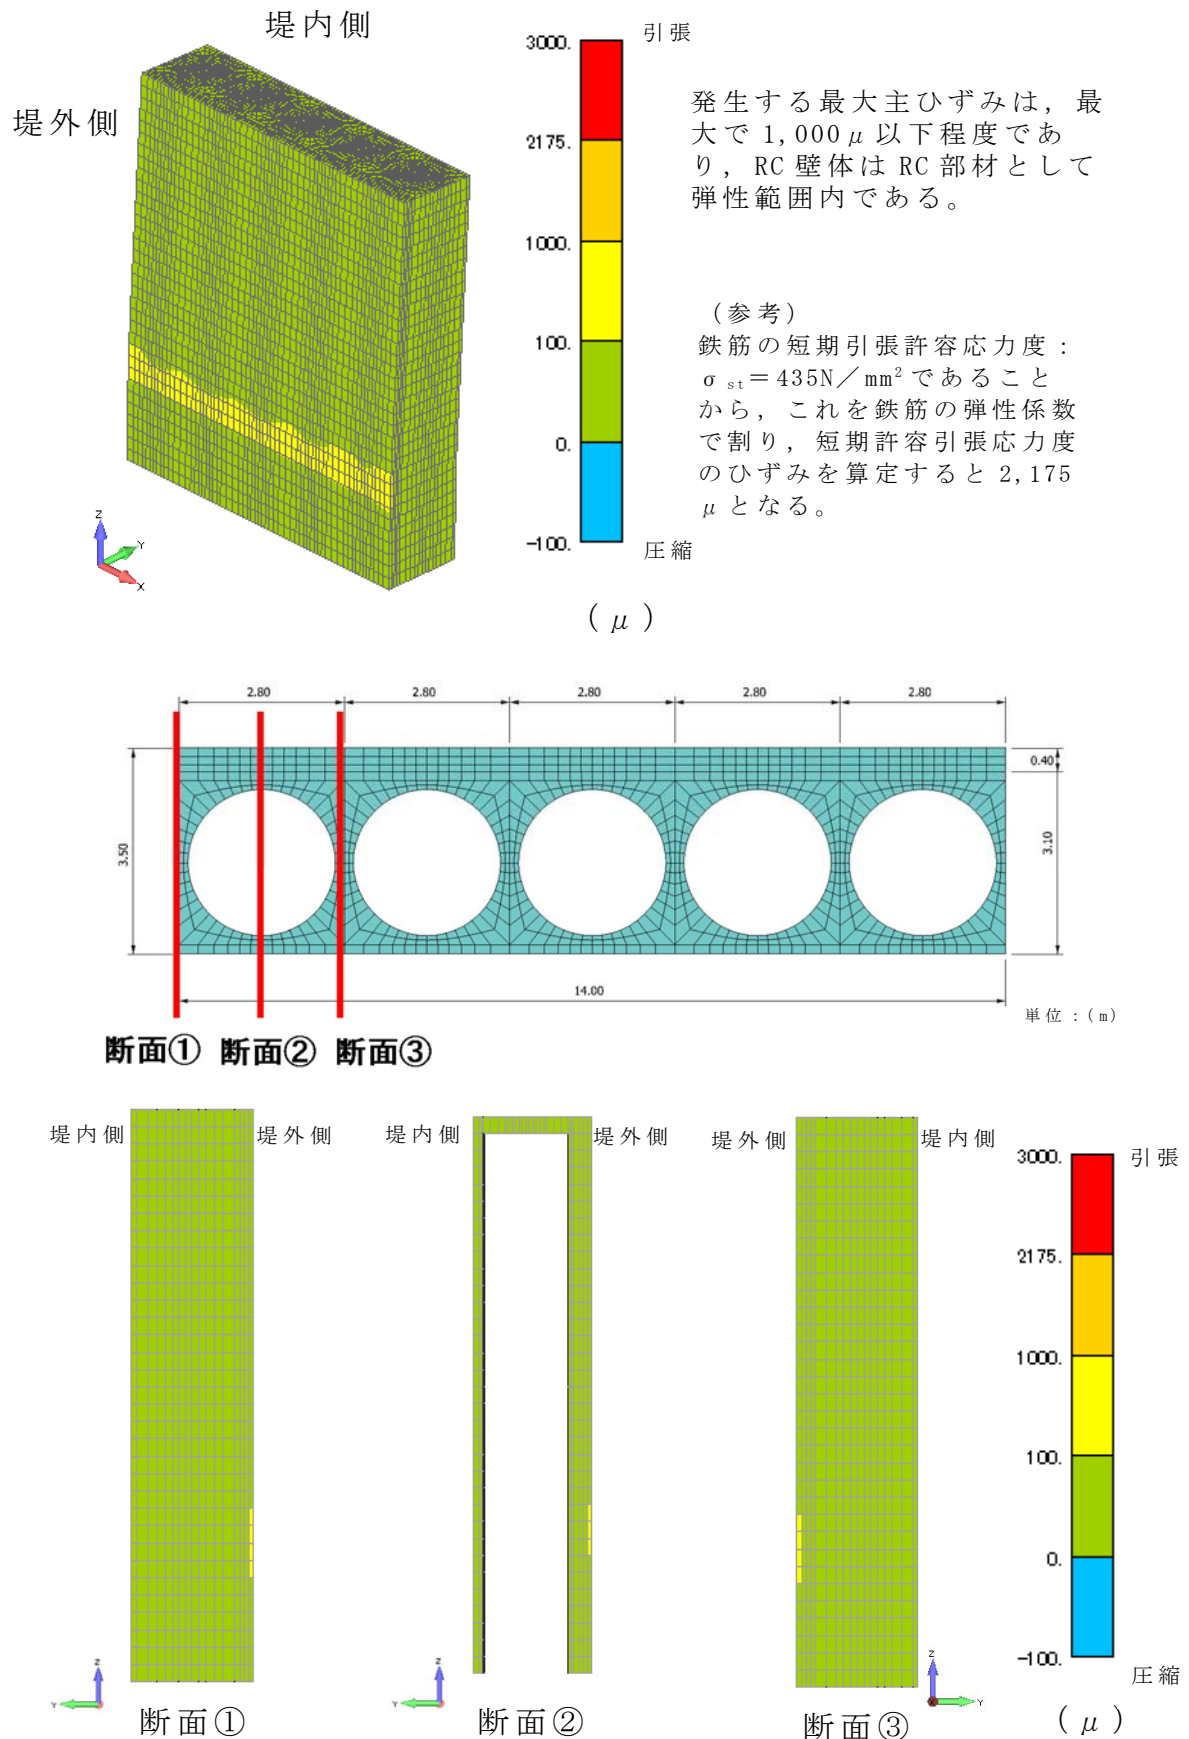 堤内側
堤外側
3000.
2175.
1000.
100.
0.
-100.
引張
圧縮
(μ)
発生する最大主ひずみは，最
大で1,000μ以下程度であ
り，RC壁体はRC部材として
弾性範囲内である。
（参考）
鉄筋の短期引張許容応力度：
σst＝435N／mm²であること
から，これを鉄筋の弾性係数
で割り，短期許容引張応力度
のひずみを算定すると2,175
μとなる。
Z
Y
X
2.80 2.80 2.80 2.80 2.80
0.40
3.50
3.10
14.00
単位：(m)
断面① 断面② 断面③
堤内側 堤外側
堤内側 堤外側
堤外側 堤内側
3000.
2175.
1000.
100.
0.
-100.
引張
圧縮
(μ)
Z
Y
Z
Y
Z
Y
断面① 断面② 断面③